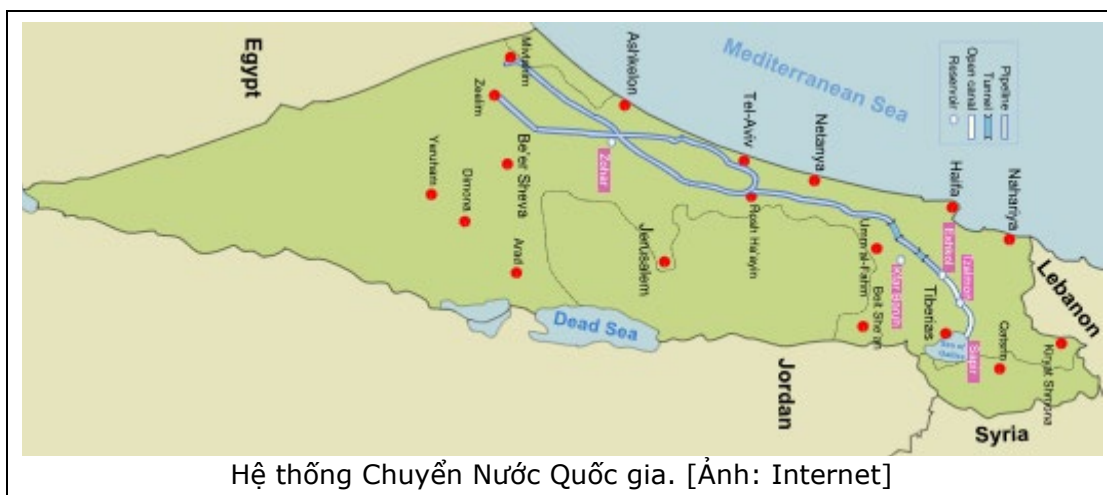 Egypt
Mivtahim
Zeelim
Ashkelon
Mediterranean Sea
Pipeline
Tunnel
Open canal
Reservoir
Tel-Aviv
Netanya
Haifa
Nahariya
Lebanon
Yeruham
Dimona
Be'er Sheva
Arad
Zohar
Jerusalem
Rosh Ha'ayin
Umm al-Fahm
Beit She'an
Eshkol
Tzalmon
Tiberias
Sea of Galilee
Sapir
Katsrin
Kiryat Shmona
Dead Sea
Jordan
Syria
Hệ thống Chuyển Nước Quốc gia. [Ảnh: Internet]